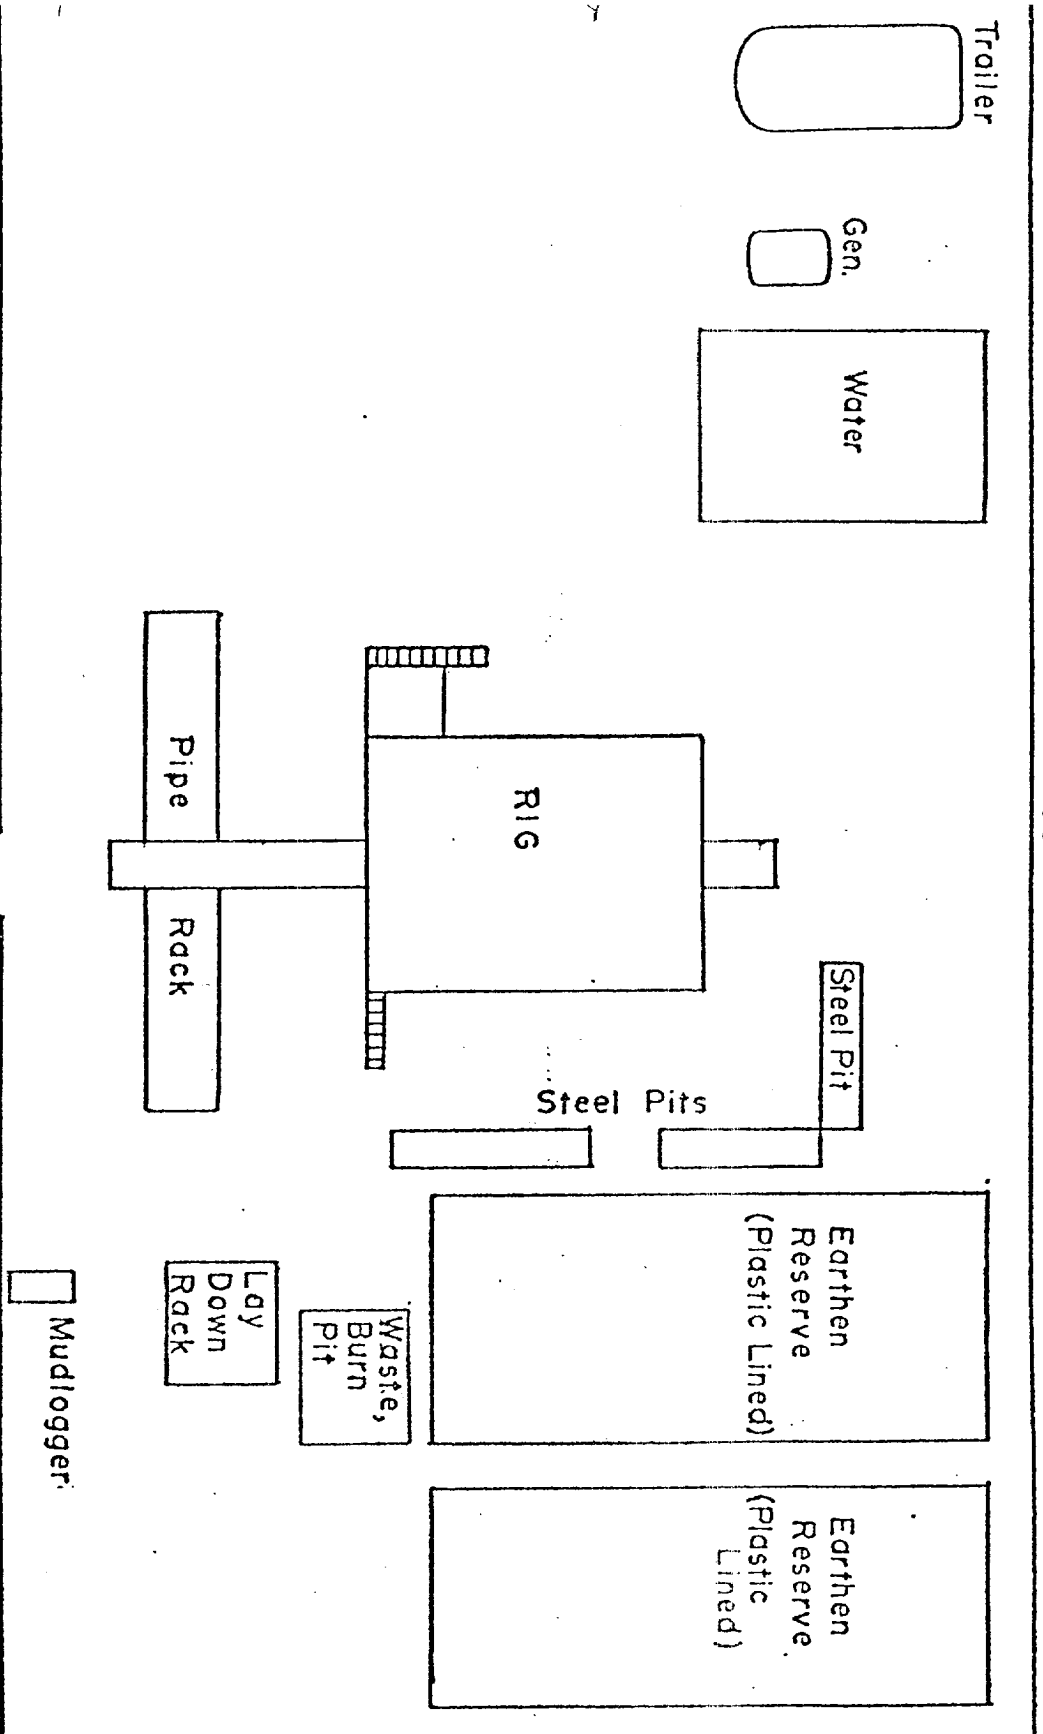 Trailer
Gen.
Water
RIG
Pipe Rack
Steel Pit
Steel Pits
Earthen
Reserve
(Plastic Lined)
Waste,
Burn
Pit
Lay
Down
Rack
Mudlogger
Earthen
Reserve
(Plastic
Lined)